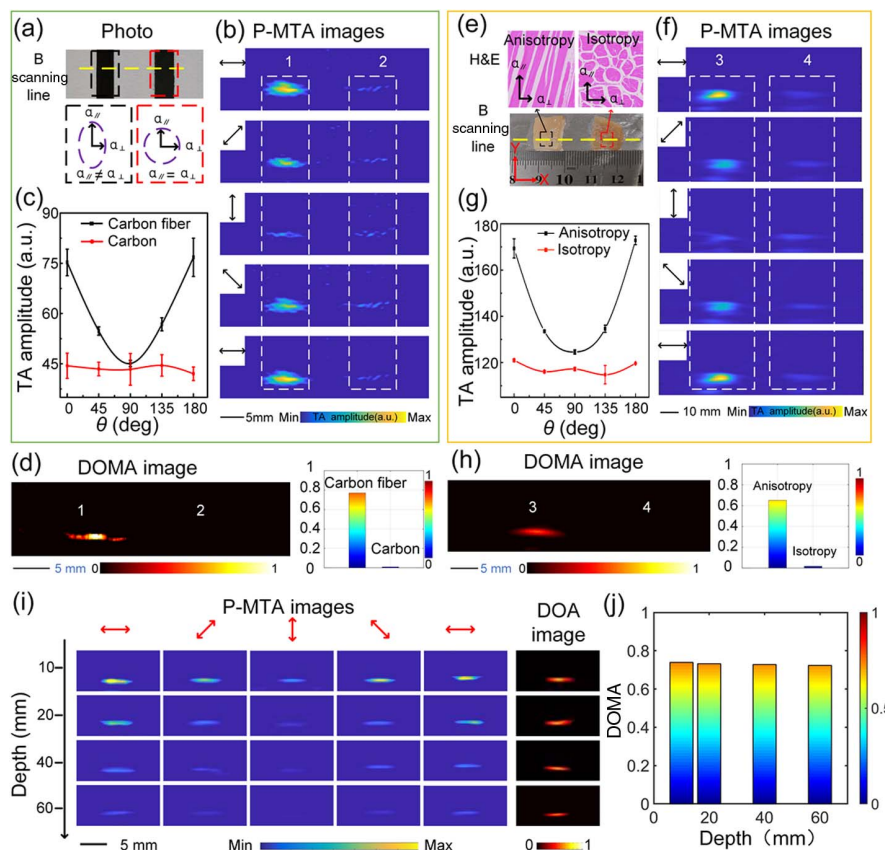 (a)
Photo
B
scanning
line
α//
α⊥
α// ≠ α⊥
α//
α⊥
α// = α⊥
(b)
P-MTA images
1
2
5mm
Min
TA amplitude(a.u.)
Max
(c)
TA amplitude(a.u.)
90
75
60
45
Carbon fiber
Carbon
0 45 90 135 180
θ (deg)
(d)
DOMA image
1
2
5 mm
0
1
1
0.8
0.6
0.4
0.2
0
Carbon fiber
Carbon
1
0
(e)
Anisotropy
Isotropy
H&E
α//
α⊥
α//
α⊥
B
scanning
line
Y
X
8 9 10 11 12 1
(f)
P-MTA images
3
4
10 mm
Min
TA amplitude(a.u.)
Max
(g)
TA amplitude (a.u.)
180
160
140
120
Anisotropy
Isotropy
0 45 90 135 180
θ (deg)
(h)
DOMA image
3
4
5 mm
0
1
1
0.8
0.6
0.4
0.2
0
Anisotropy
Isotropy
1
0
(i)
P-MTA images
DOA
image
Depth (mm)
10
20
40
60
5 mm
Min
Max
0
1
(j)
DOMA
1
0.8
0.6
0.4
0.2
0
0 20 40 60
Depth (mm)
1
0.5
0